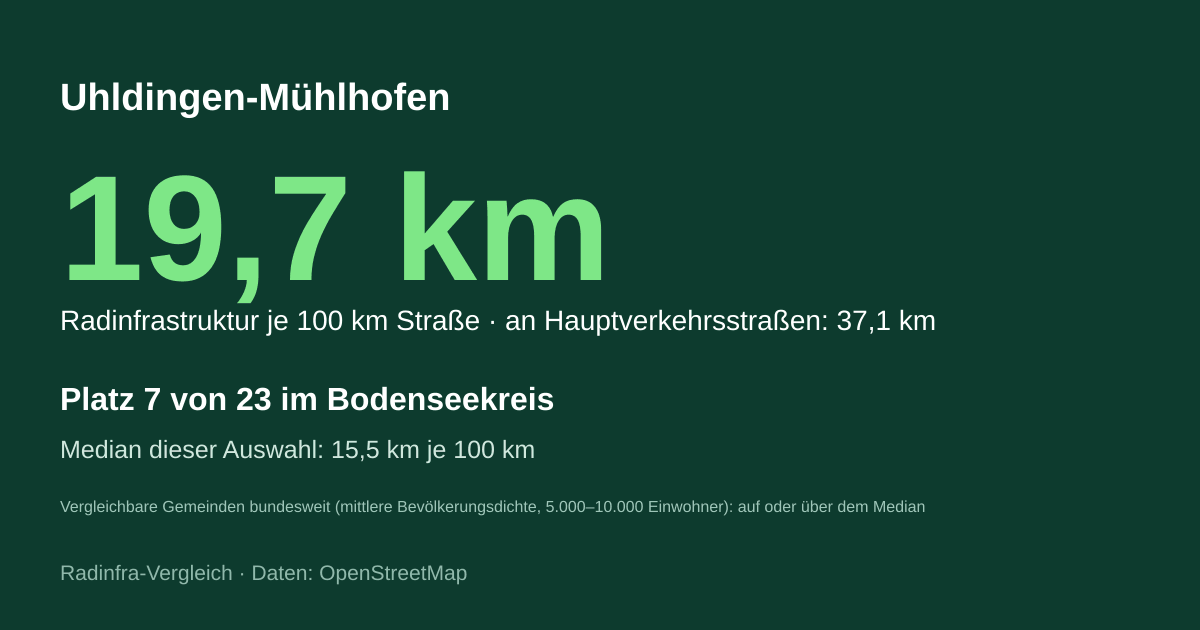 Uhldingen-Mühlhofen
19,7 km
Radinfrastruktur je 100 km Straße · an Hauptverkehrsstraßen: 37,1 km
Platz 7 von 23 im Bodenseekreis
Median dieser Auswahl: 15,5 km je 100 km
Vergleichbare Gemeinden bundesweit (mittlere Bevölkerungsdichte, 5.000–10.000 Einwohner): auf oder über dem Median
Radinfra-Vergleich · Daten: OpenStreetMap